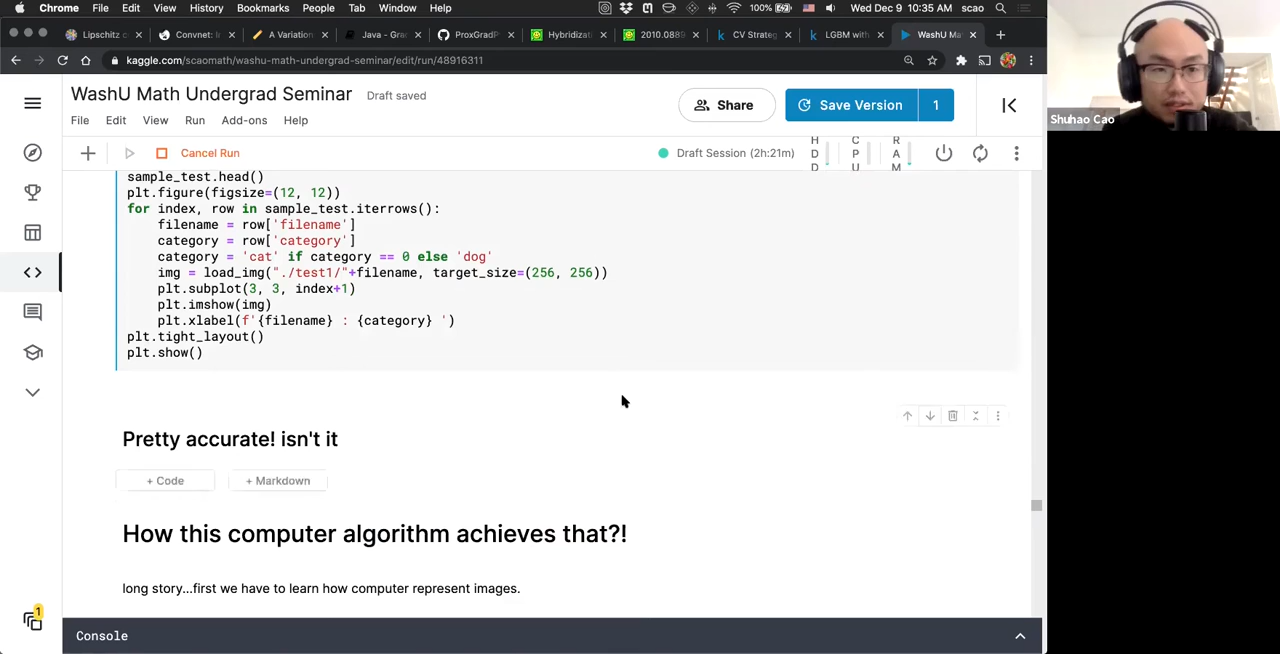 Chrome File Edit View History Bookmarks People Tab Window Help 100% Wed Dec 9 10:35 AM scao
Lipschitz c Convnet: I A Variation Java - Gra ProxGradP Hybridizati 2010.088 CV Strateg LGBM with WashU Ma
kaggle.com/scaomath/washu-math-undergrad-seminar/edit/run/48916311
WashU Math Undergrad Seminar Draft saved
File Edit View Run Add-ons Help
Share
Save Version 1
Cancel Run
Draft Session (2h:21m)
HDD CPU RAM
sample_test.head()
plt.figure(figsize=(12, 12))
for index, row in sample_test.iterrows():
filename = row['filename']
category = row['category']
category = 'cat' if category == 0 else 'dog'
img = load_img("./test1/"+filename, target_size=(256, 256))
plt.subplot(3, 3, index+1)
plt.imshow(img)
plt.xlabel(f'{filename} : {category} ')
plt.tight_layout()
plt.show()
Pretty accurate! isn't it
+ Code + Markdown
How this computer algorithm achieves that?!
long story...first we have to learn how computer represent images.
1
Console
Shuhao Cao